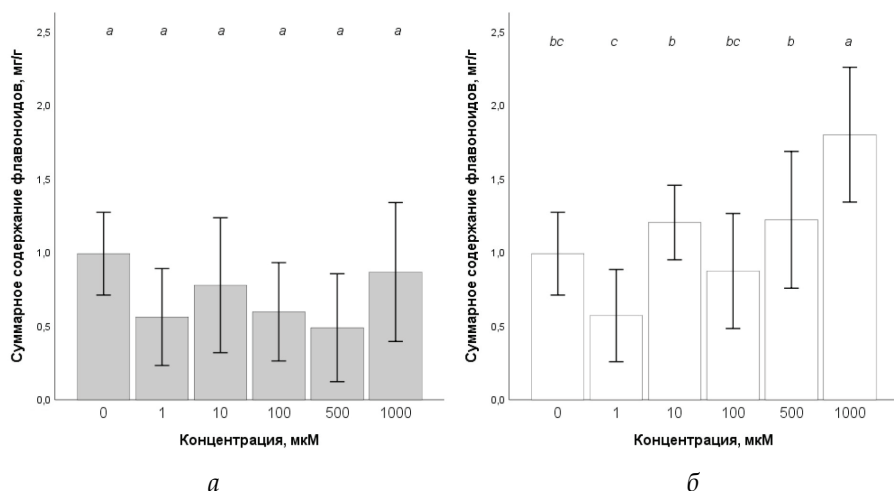 Суммарное содержание флавоноидов, мг/г
2,5
2,0
1,5
1,0
0,5
0,0
a a a a a a
0 1 10 100 500 1000
Концентрация, мкМ
а
Суммарное содержание флавоноидов, мг/г
2,5
2,0
1,5
1,0
0,5
0,0
bc c b bc b a
0 1 10 100 500 1000
Концентрация, мкМ
б